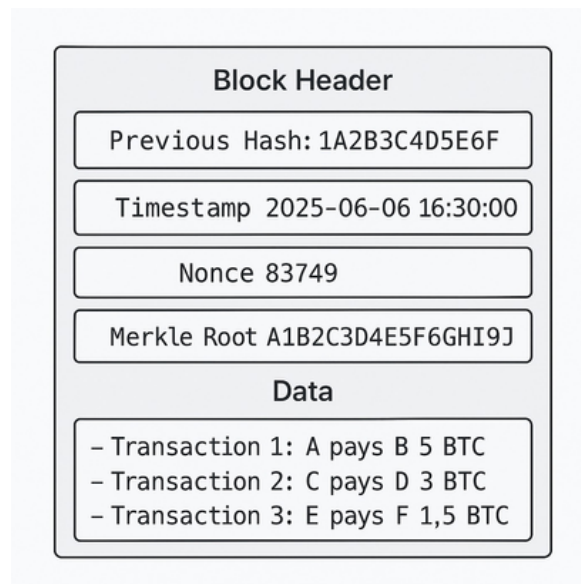 Block Header
Previous Hash: 1A2B3C4D5E6F
Timestamp 2025-06-06 16:30:00
Nonce 83749
Merkle Root A1B2C3D4E5F6GHI9J
Data
– Transaction 1: A pays B 5 BTC
– Transaction 2: C pays D 3 BTC
– Transaction 3: E pays F 1,5 BTC